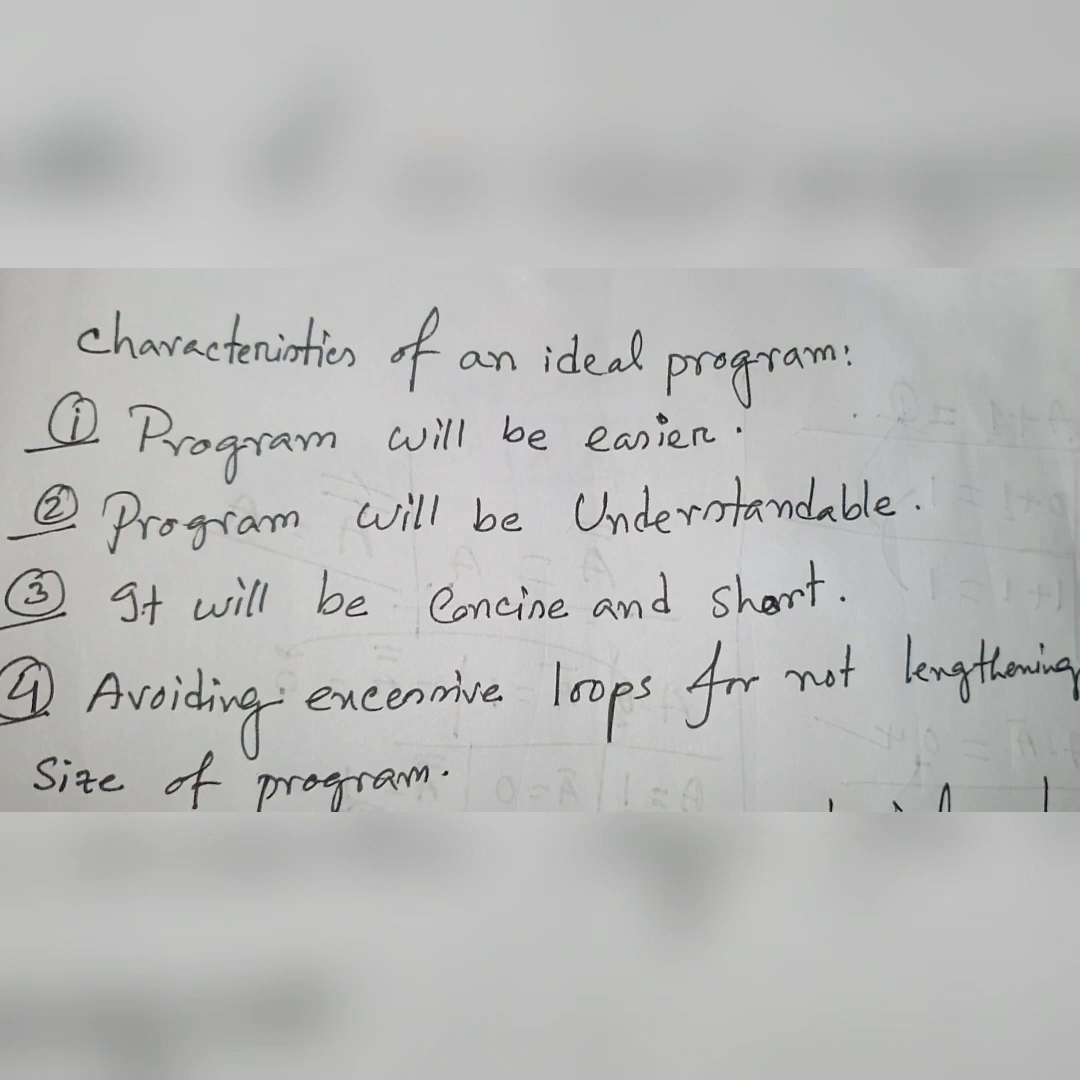 Characteristics of an ideal program:
① Program will be easier.
② Program will be Understandable.
③ It will be Concise and short.
④ Avoiding excessive loops for not lengthening
Size of program.